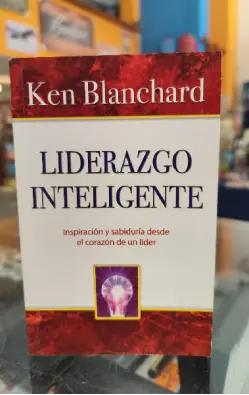 Ken Blanchard
LIDERAZGO
INTELIGENTE
Inspiración y sabiduría desde
el corazón de un líder